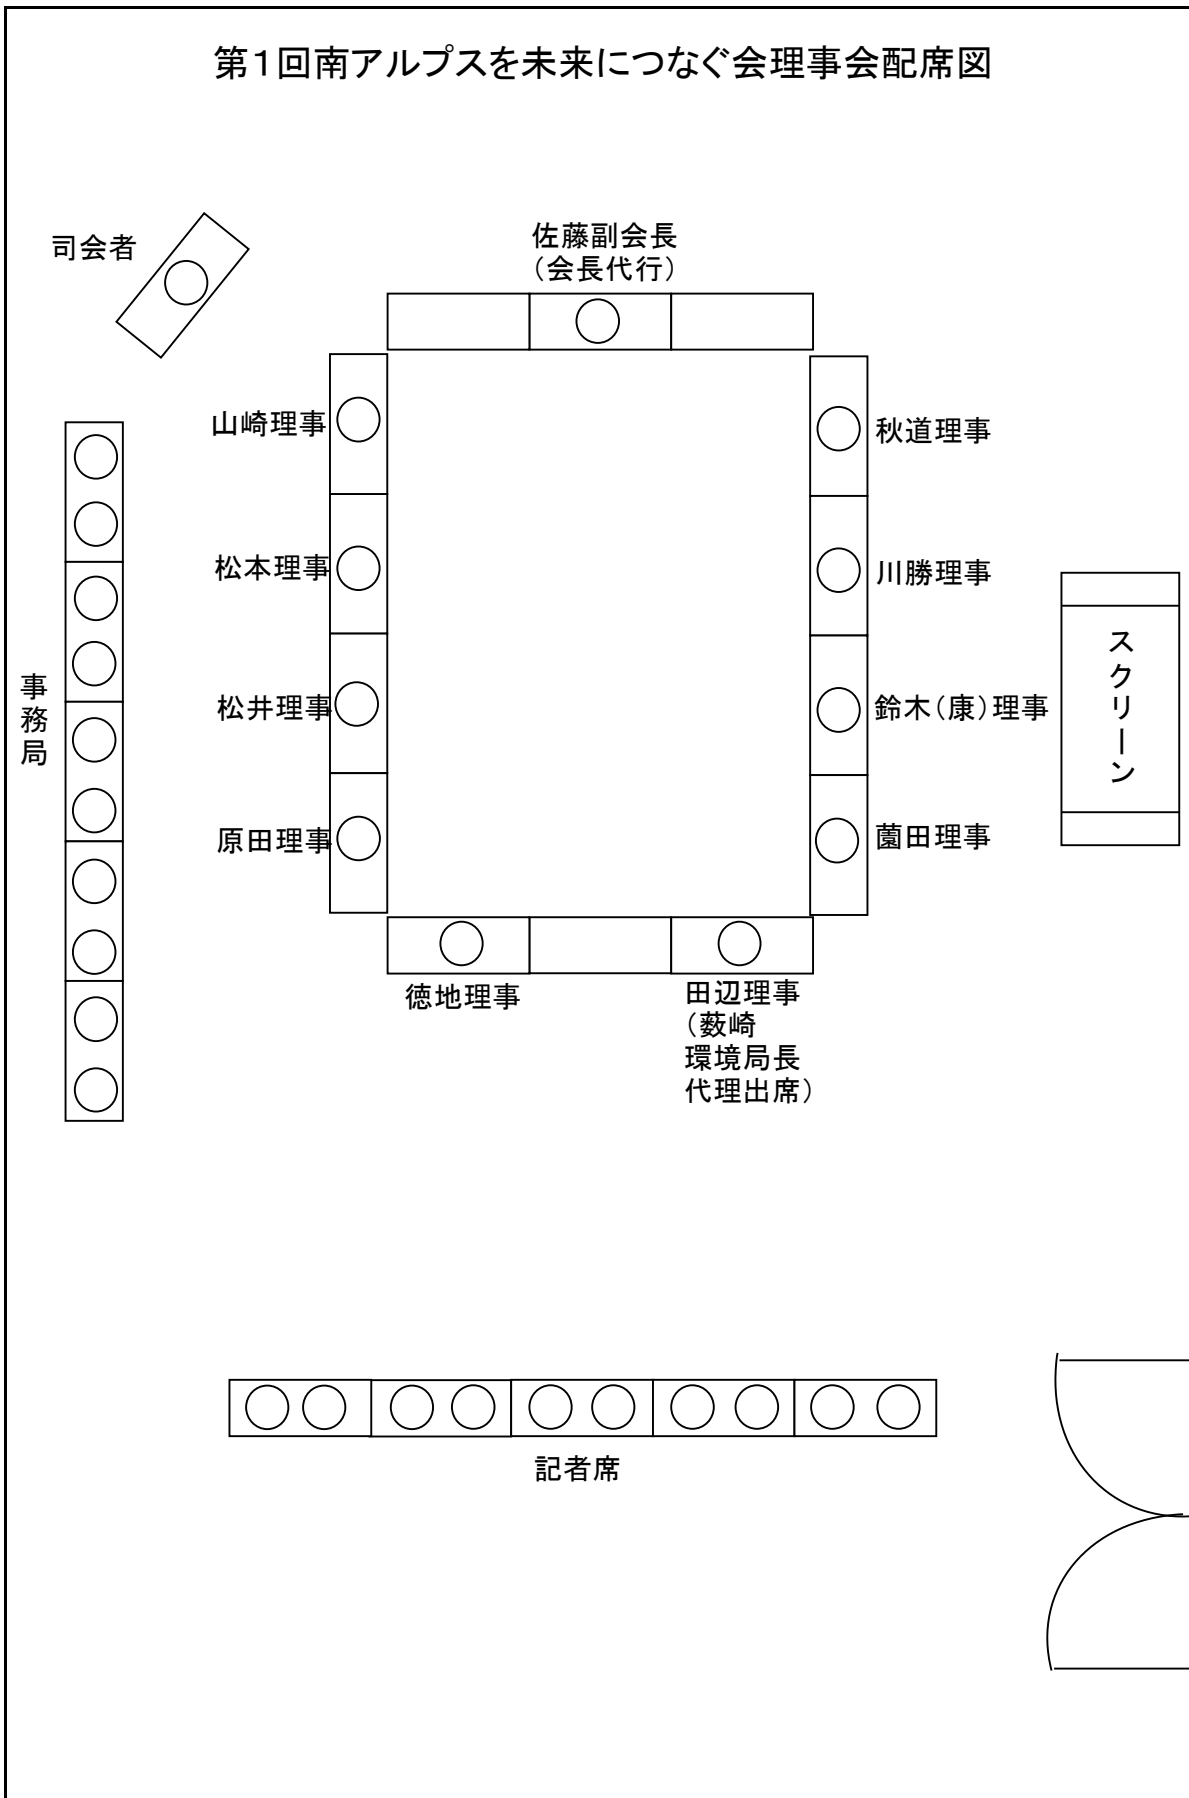 第1回南アルプスを未来につなぐ会理事会配席図
司会者
佐藤副会長
（会長代行）
山崎理事
秋道理事
松本理事
川勝理事
事務局
松井理事
鈴木（康）理事
スクリーン
原田理事
薗田理事
徳地理事
田辺理事
（薮崎
環境局長
代理出席）
記者席